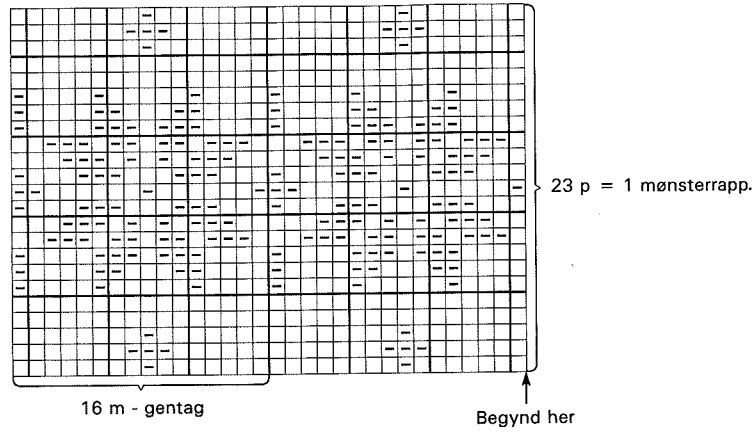 23 p = 1 mønsterrapp.
16 m - gentag
Begynd her